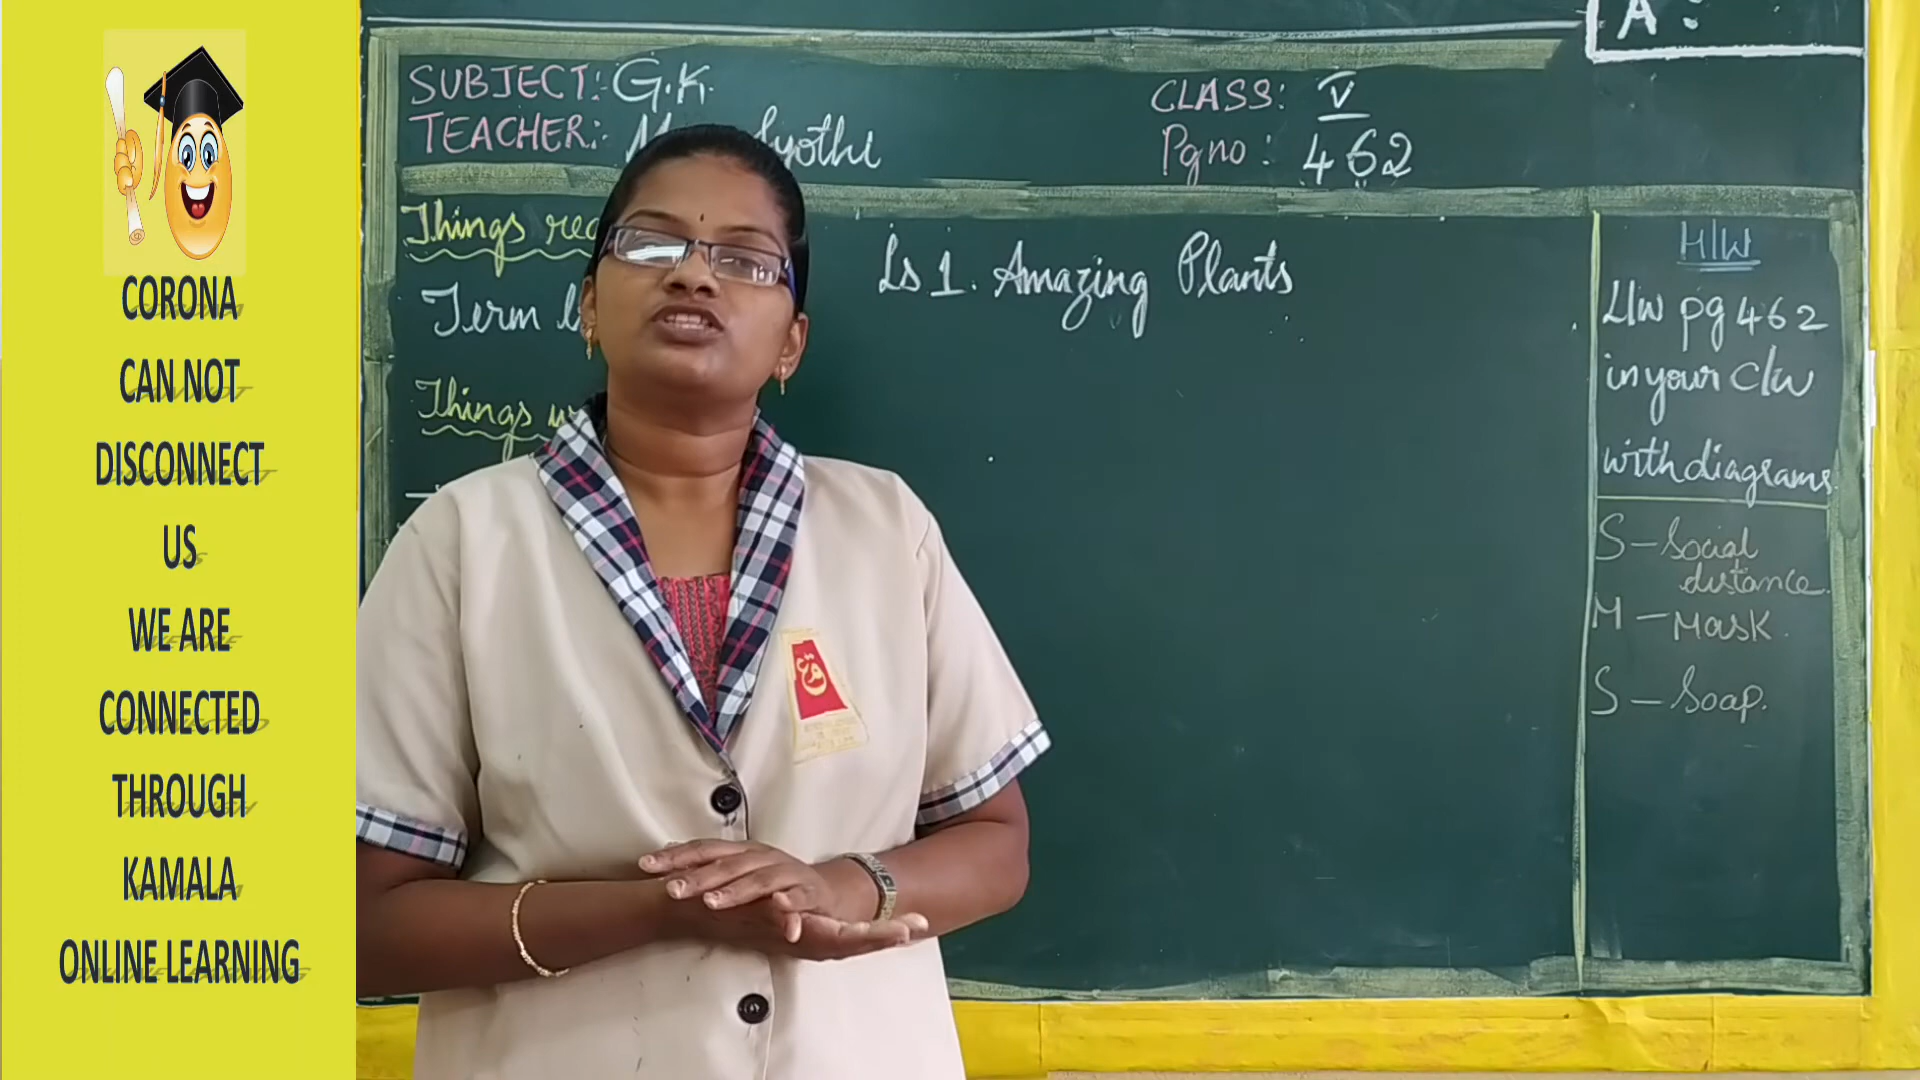 CORONA
CAN NOT
DISCONNECT
US
WE ARE
CONNECTED
THROUGH
KAMALA
ONLINE LEARNING
A:
SUBJECT:- G.K.
TEACHER:-
CLASS: V
Pg no: 462
Things
Term
Things
Ls 1. Amazing Plants
H/W
pg 462
in your C/W
with diagrams.
S - Social
distance.
M - Mask.
S - Soap.